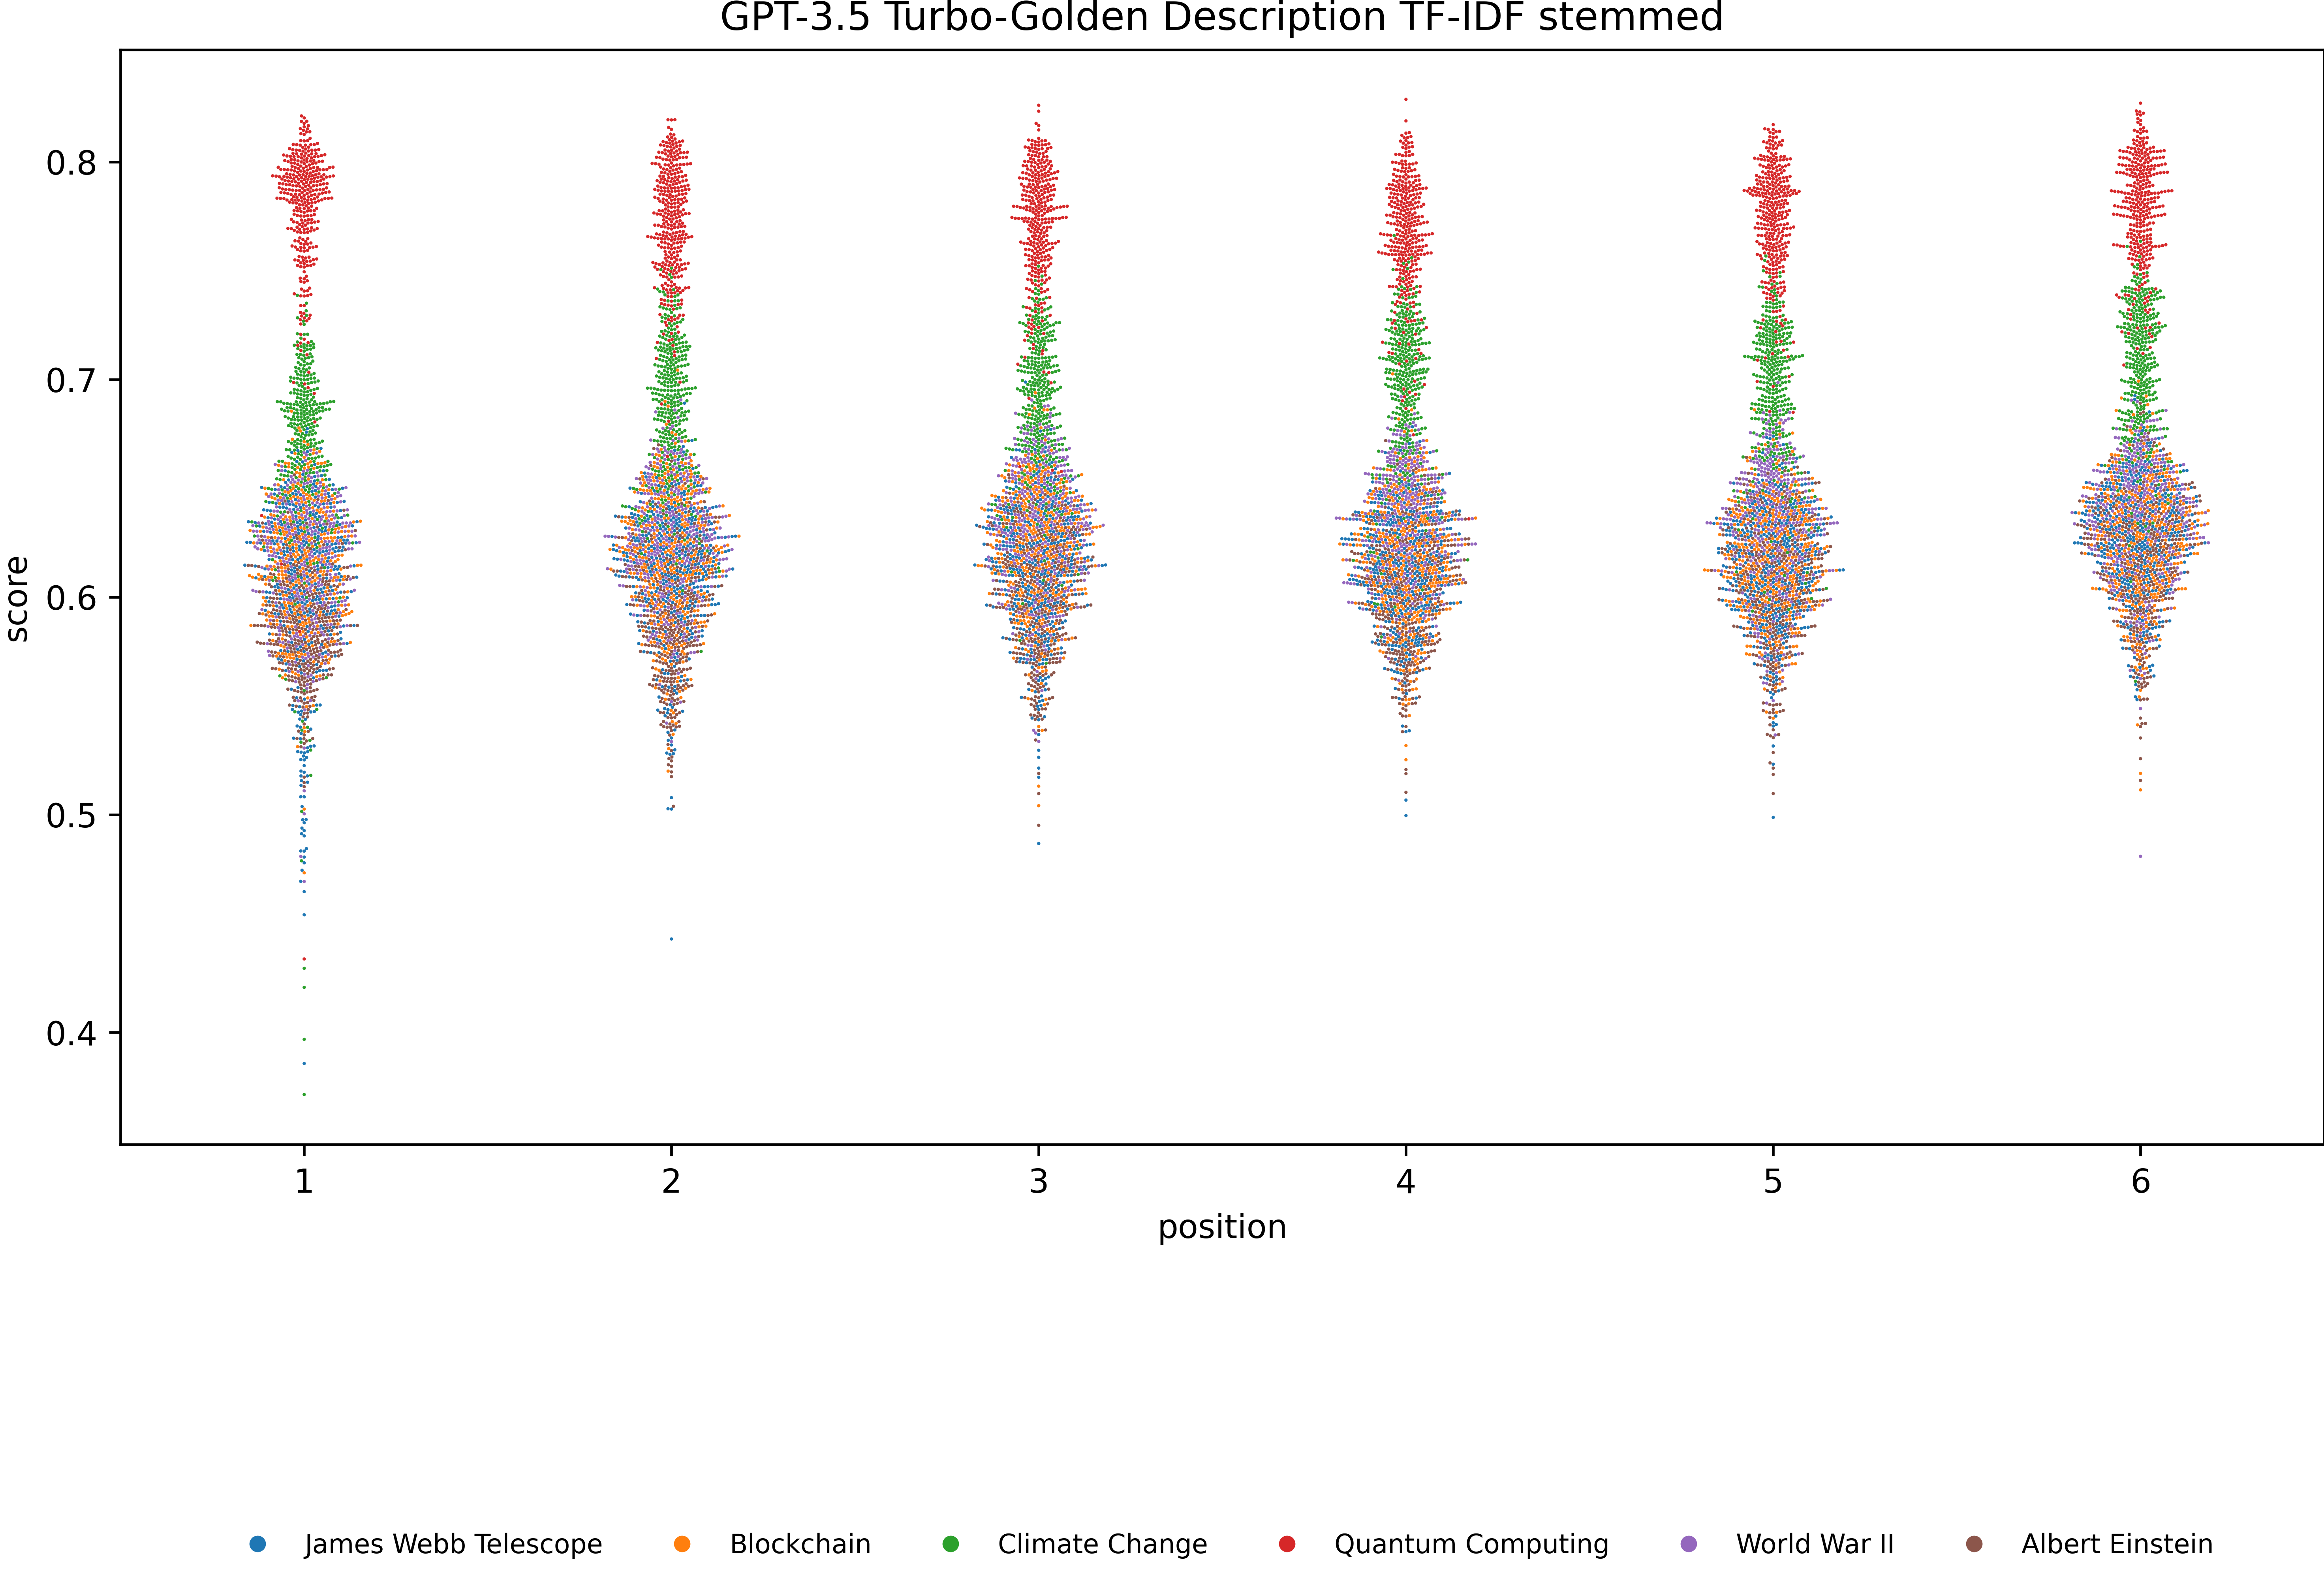 GPT-3.5 Turbo-Golden Description TF-IDF stemmed
score
0.8
0.7
0.6
0.5
0.4
1 2 3 4 5 6
position
James Webb Telescope Blockchain Climate Change Quantum Computing World War II Albert Einstein